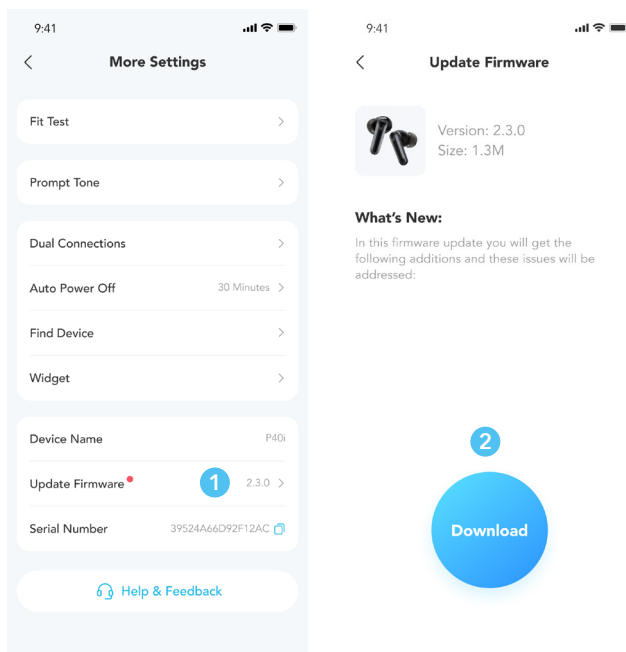 9:41
More Settings
Fit Test
Prompt Tone
Dual Connections
Auto Power Off 30 Minutes
Find Device
Widget
Device Name P40i
Update Firmware 1 2.3.0
Serial Number 39524A66D92F12AC
Help & Feedback
9:41
Update Firmware
Version: 2.3.0
Size: 1.3M
What's New:
In this firmware update you will get the
following additions and these issues will be
addressed:
2
Download